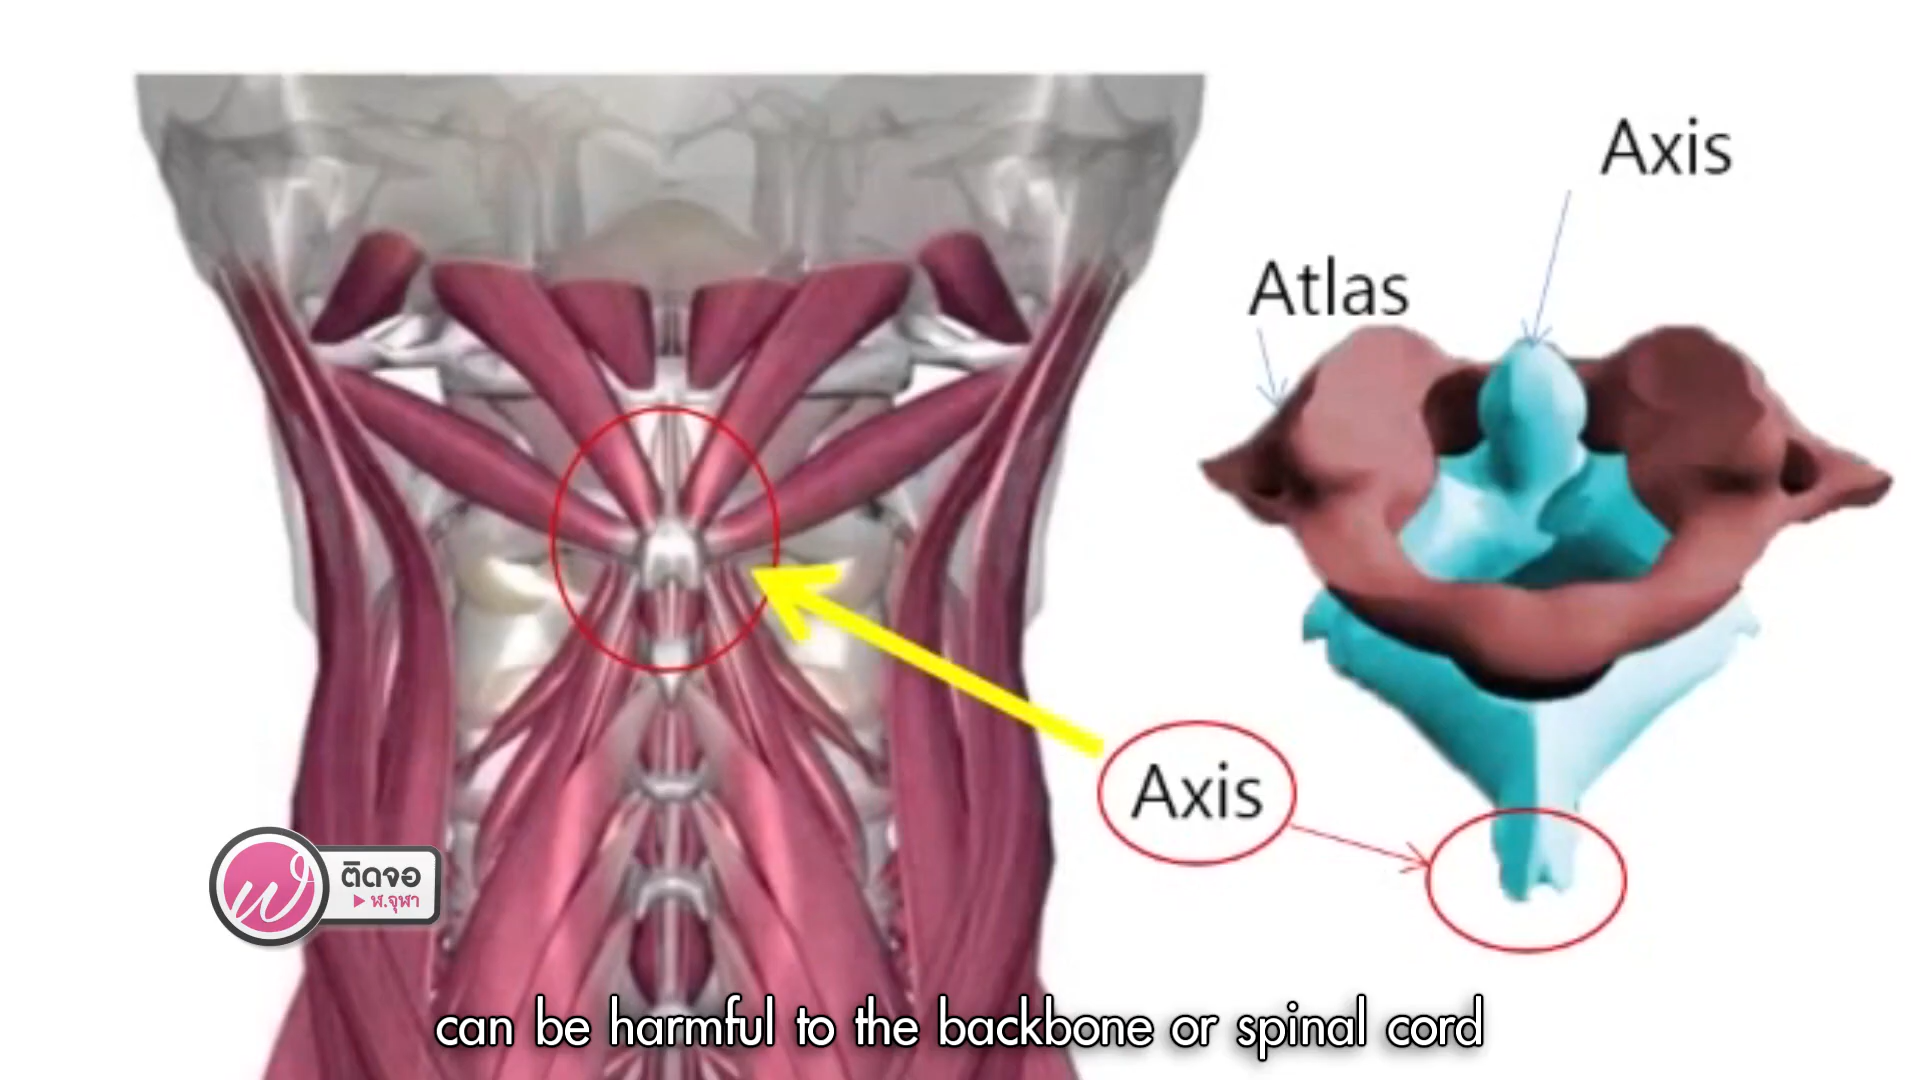 Axis
Atlas
Axis
ติดจอ
ฬ.จุฬา
can be harmful to the backbone or spinal cord